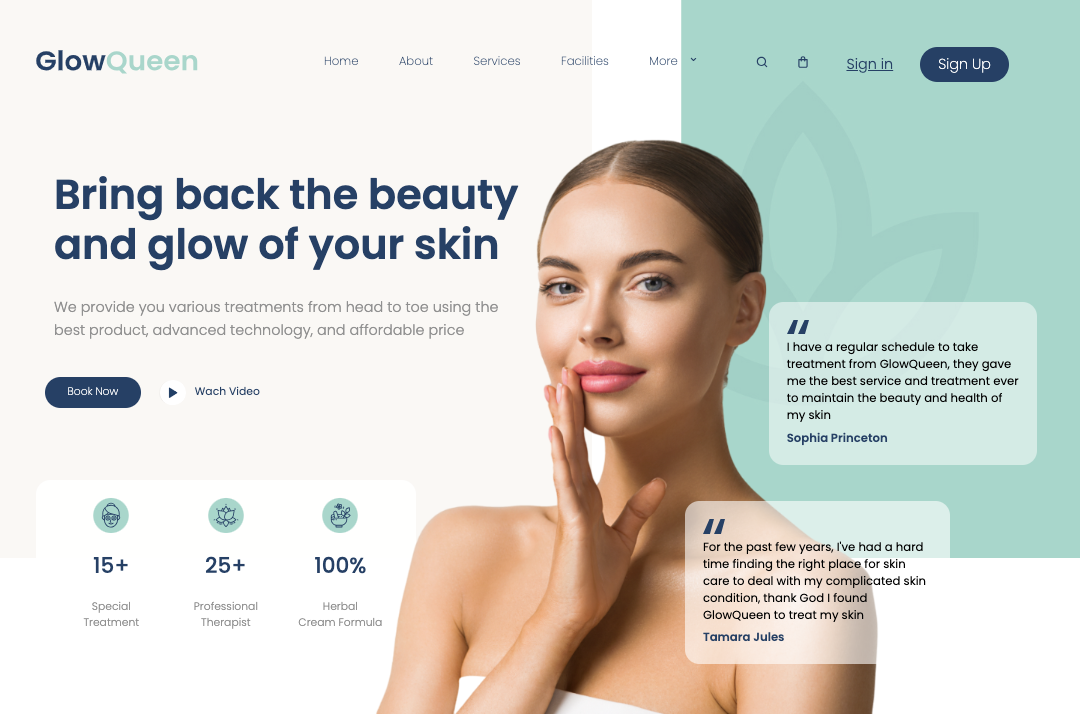 GlowQueen
Home
About
Services
Facilities
More
Sign in
Sign Up
Bring back the beauty
and glow of your skin
We provide you various treatments from head to toe using the
best product, advanced technology, and affordable price
Book Now
Wach Video
I have a regular schedule to take
treatment from GlowQueen, they gave
me the best service and treatment ever
to maintain the beauty and health of
my skin
Sophia Princeton
15+
Special
Treatment
25+
Professional
Therapist
100%
Herbal
Cream Formula
For the past few years, I've had a hard
time finding the right place for skin
care to deal with my complicated skin
condition, thank God I found
GlowQueen to treat my skin
Tamara Jules